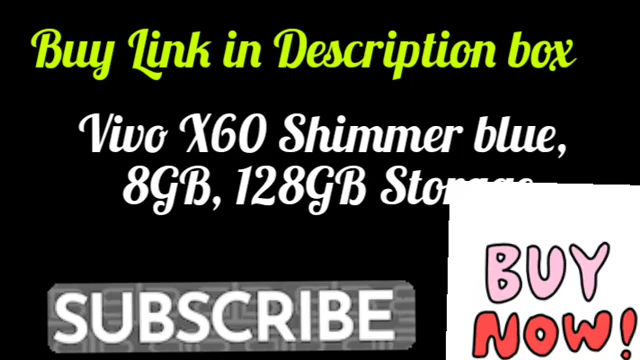 Buy Link in Description box
Vivo X60 Shimmer blue,
8GB, 128GB Storage
SUBSCRIBE
BUY
NOW!